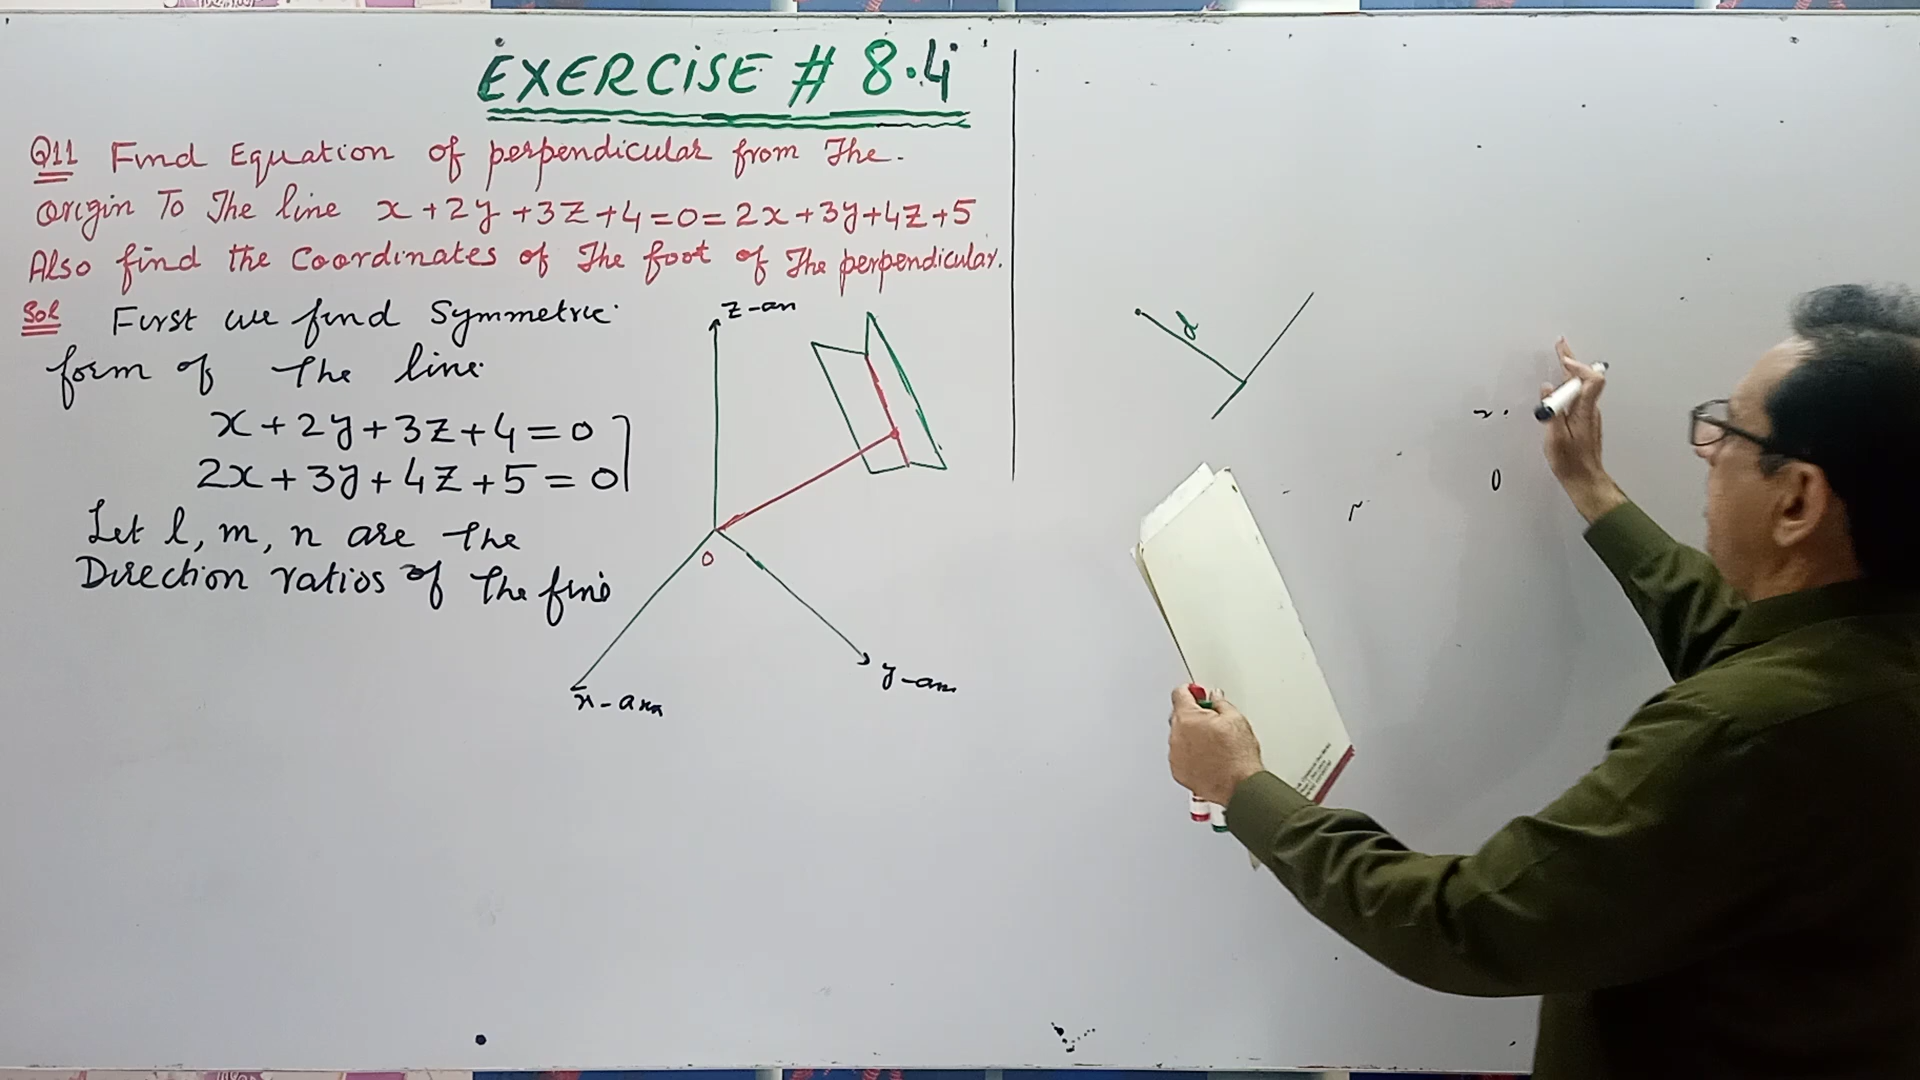 EXERCISE # 8.4
Q11 Find Equation of perpendicular from The
origin To The line x+2y+3z+4=0=2x+3y+4z+5
Also find the Coordinates of The foot of The perpendicular.
Sol First we find Symmetric
form of The line
x+2y+3z+4=0
2x+3y+4z+5=0
Let l, m, n are The
Direction ratios of The line
z-axis
O
x-axis
y-axis
d
0